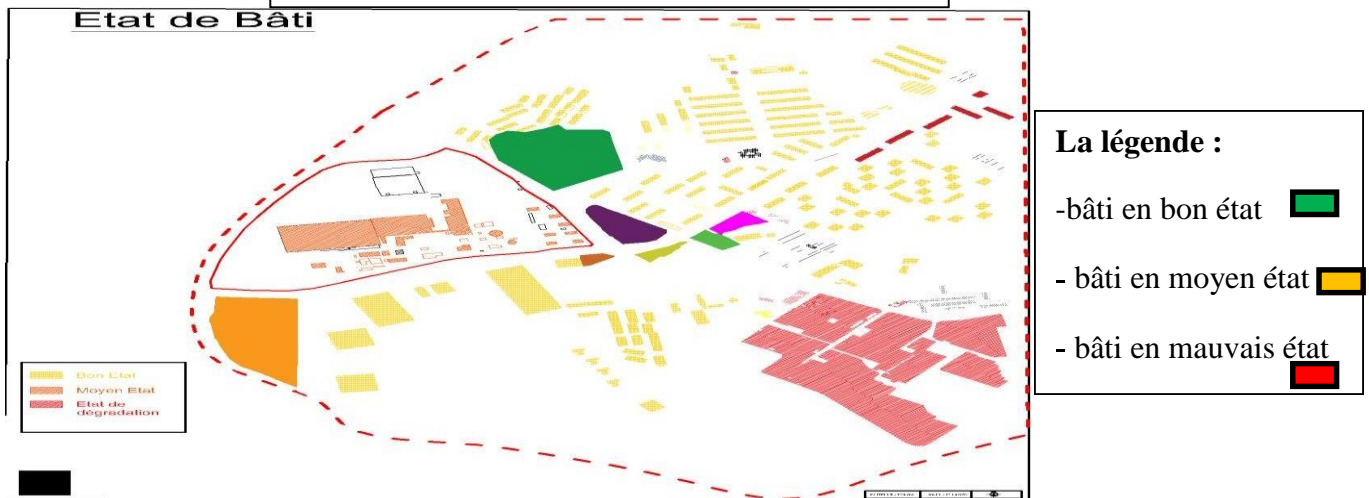 Etat de Bâti
Bon Etat
Moyen Etat
Etat de
dégradation
La légende :
-bâti en bon état
- bâti en moyen état
- bâti en mauvais état